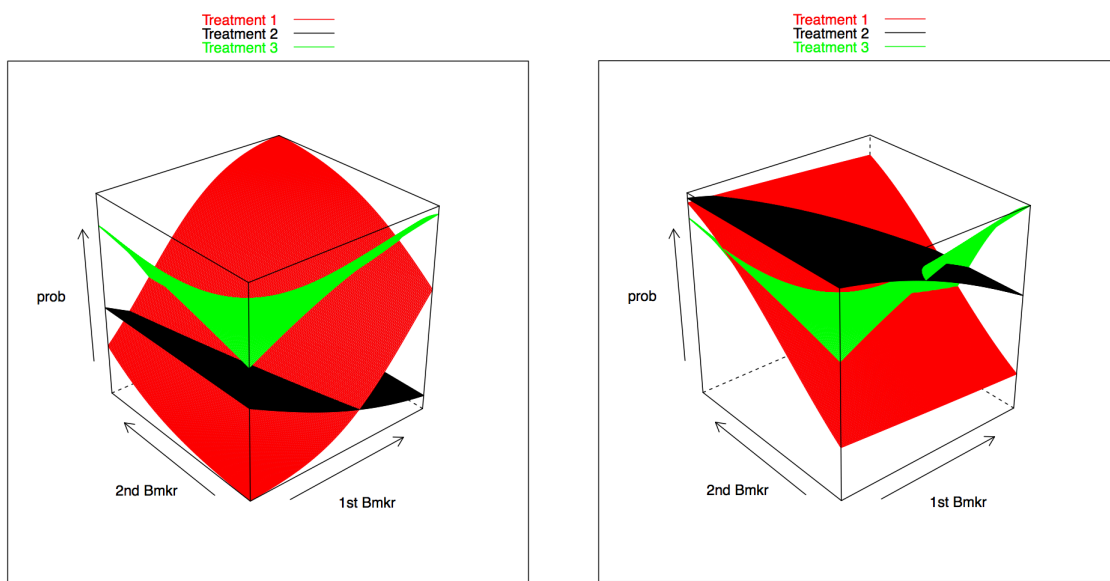 Treatment 1
Treatment 2
Treatment 3
prob
2nd Bmkr
1st Bmkr
Treatment 1
Treatment 2
Treatment 3
prob
2nd Bmkr
1st Bmkr